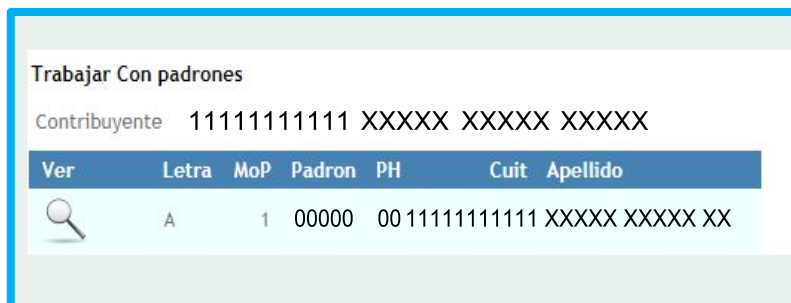 Trabajar Con padrones
Contribuyente 11111111111 XXXXX XXXXX XXXXX
Ver Letra MoP Padron PH Cuit Apellido
A 1 00000 00 11111111111 XXXXX XXXXX XX